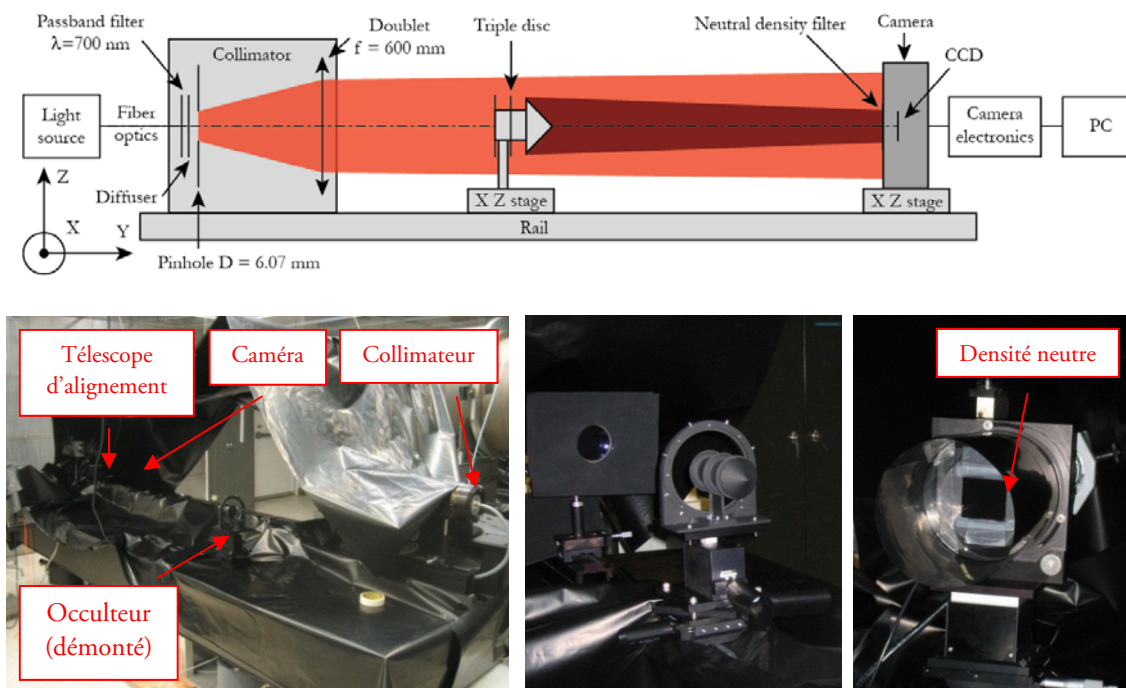 Passband filter
λ=700 nm
Collimator
Doublet
f = 600 mm
Triple disc
Neutral density filter
Camera
CCD
Light
source
Fiber
optics
Camera
electronics
PC
Z
Diffuser
X
Y
X Z stage
X Z stage
Rail
Pinhole D = 6.07 mm
Télescope
d'alignement
Caméra
Collimateur
Densité neutre
Occulteur
(démonté)